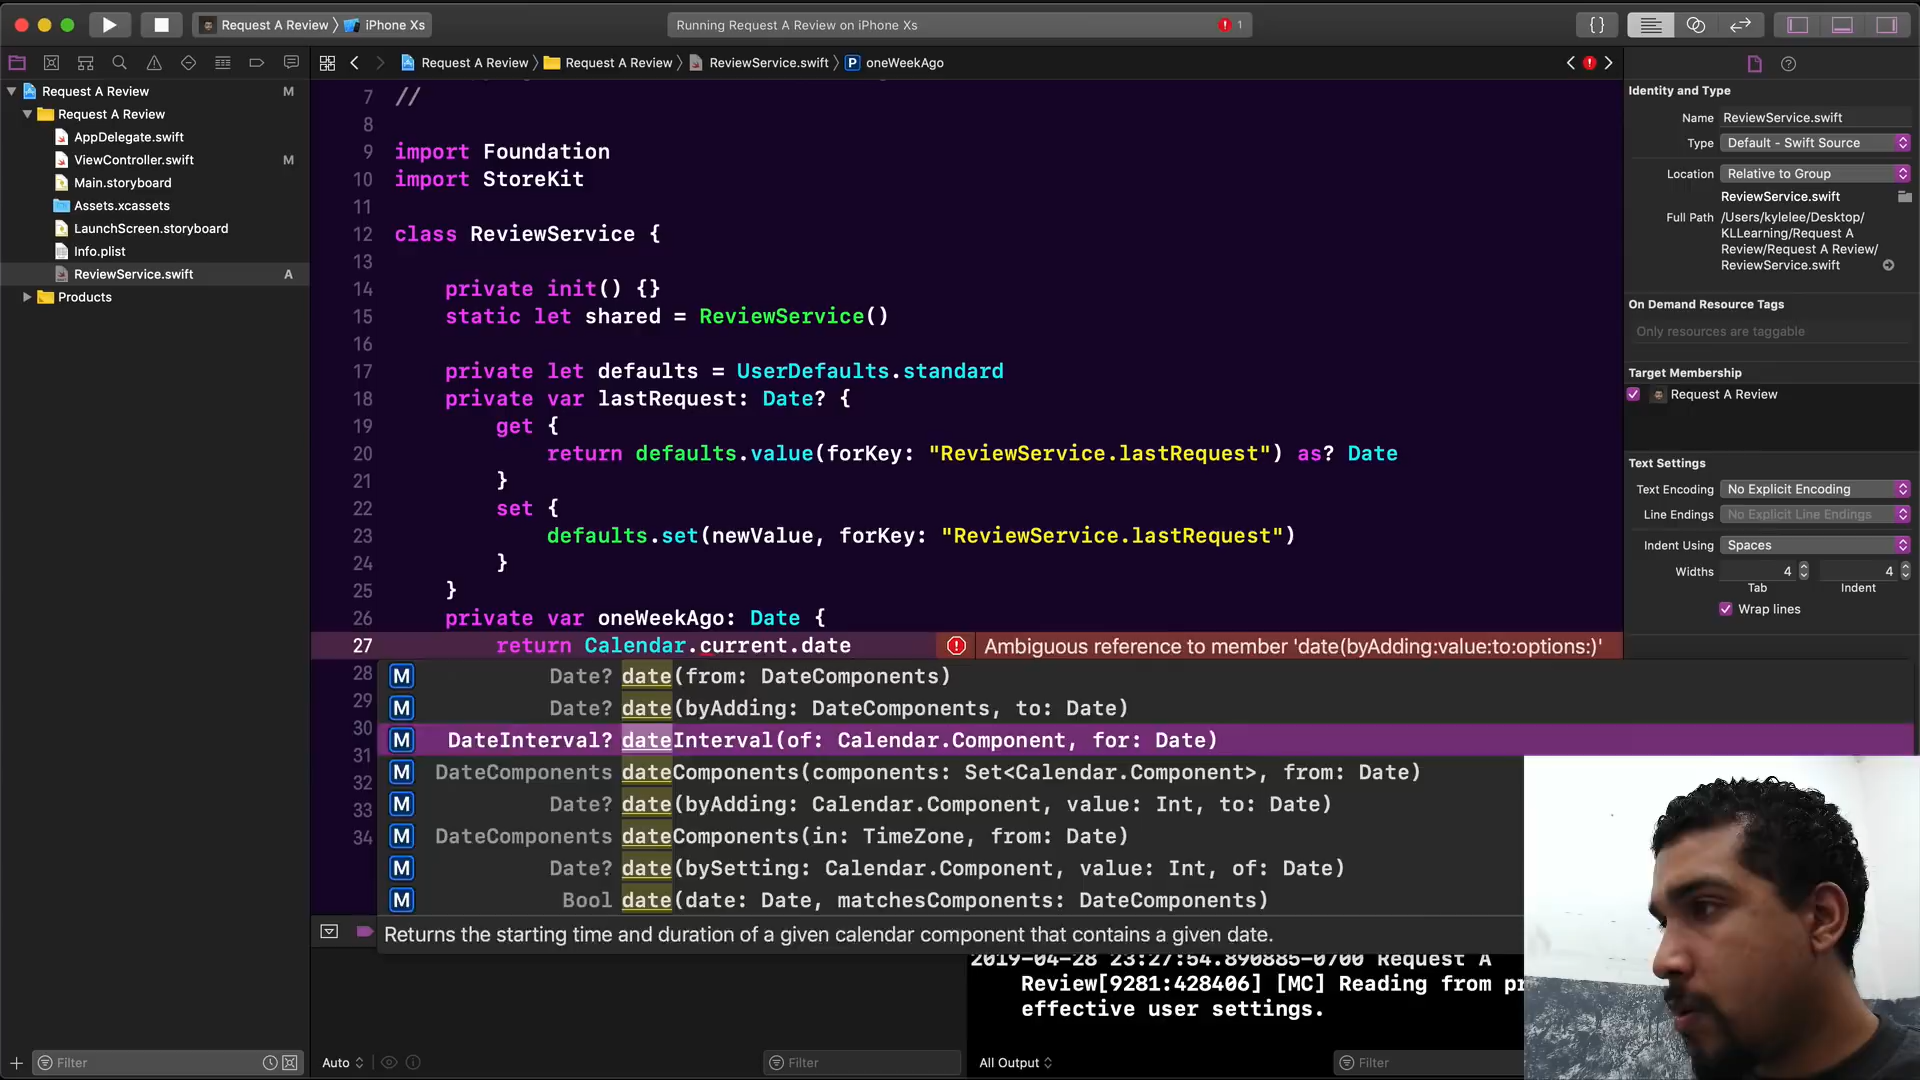 Request A Review
iPhone Xs
Running Request A Review on iPhone Xs
1
{}
Request A Review
Request A Review
ReviewService.swift
P
oneWeekAgo
Request A Review
M
Request A Review
AppDelegate.swift
ViewController.swift
M
Main.storyboard
Assets.xcassets
LaunchScreen.storyboard
Info.plist
ReviewService.swift
A
Products
7 //
8
9 import Foundation
10 import StoreKit
11
12 class ReviewService {
13
14 private init() {}
15 static let shared = ReviewService()
16
17 private let defaults = UserDefaults.standard
18 private var lastRequest: Date? {
19 get {
20 return defaults.value(forKey: "ReviewService.lastRequest") as? Date
21 }
22 set {
23 defaults.set(newValue, forKey: "ReviewService.lastRequest")
24 }
25 }
26 private var oneWeekAgo: Date {
27 return Calendar.current.date
Ambiguous reference to member 'date(byAdding:value:to:options:)'
28
29
30
31
32
33
34
M Date? date(from: DateComponents)
M Date? date(byAdding: DateComponents, to: Date)
M DateInterval? dateInterval(of: Calendar.Component, for: Date)
M DateComponents dateComponents(components: Set<Calendar.Component>, from: Date)
M Date? date(byAdding: Calendar.Component, value: Int, to: Date)
M DateComponents dateComponents(in: TimeZone, from: Date)
M Date? date(bySetting: Calendar.Component, value: Int, of: Date)
M Bool date(date: Date, matchesComponents: DateComponents)
Returns the starting time and duration of a given calendar component that contains a given date.
2019-04-28 23:27:54.890885-0700 Request A
Review[9281:428406] [MC] Reading from
effective user settings.
Filter
Auto
Filter
All Output
Filter
Identity and Type
Name ReviewService.swift
Type Default - Swift Source
Location Relative to Group
ReviewService.swift
Full Path /Users/kylelee/Desktop/
KLLearning/Request A
Review/Request A Review/
ReviewService.swift
On Demand Resource Tags
Only resources are taggable
Target Membership
Request A Review
Text Settings
Text Encoding No Explicit Encoding
Line Endings No Explicit Line Endings
Indent Using Spaces
Widths 4 4
Tab Indent
Wrap lines